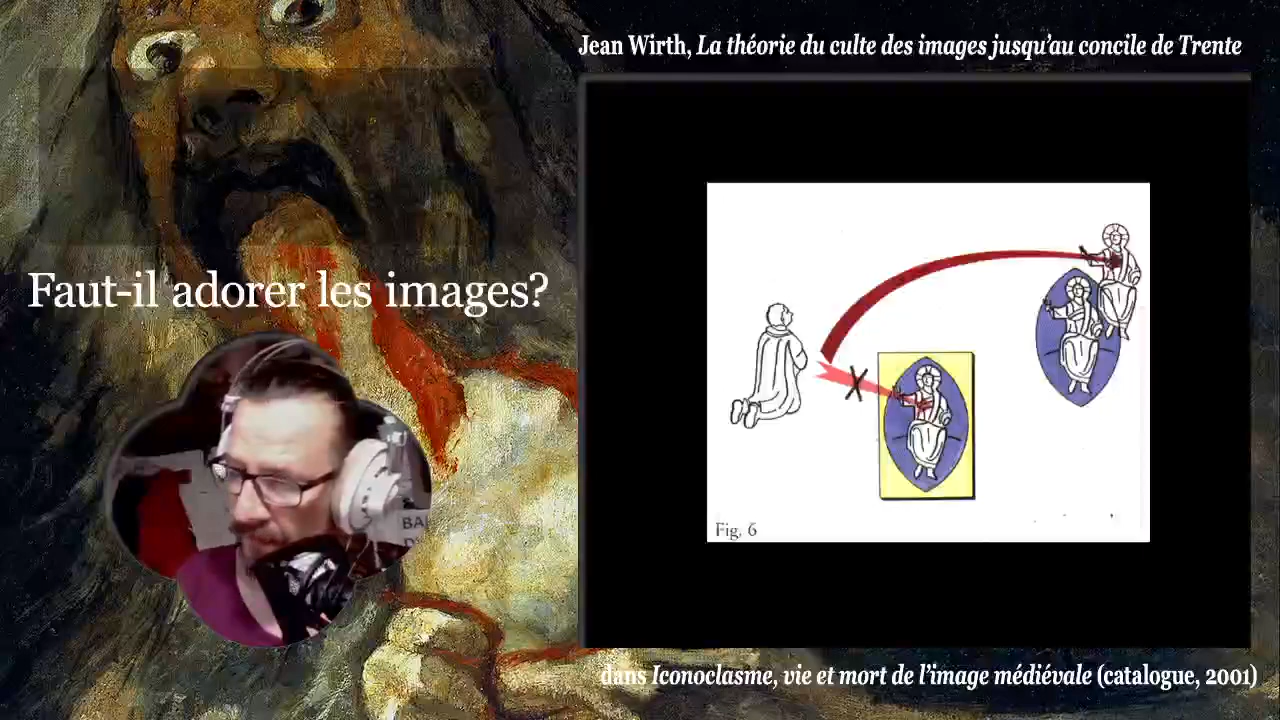 Jean Wirth, La théorie du culte des images jusqu'au concile de Trente
Faut-il adorer les images?
Fig. 6
BA
D
dans Iconoclasme, vie et mort de l'image médiévale (catalogue, 2001)